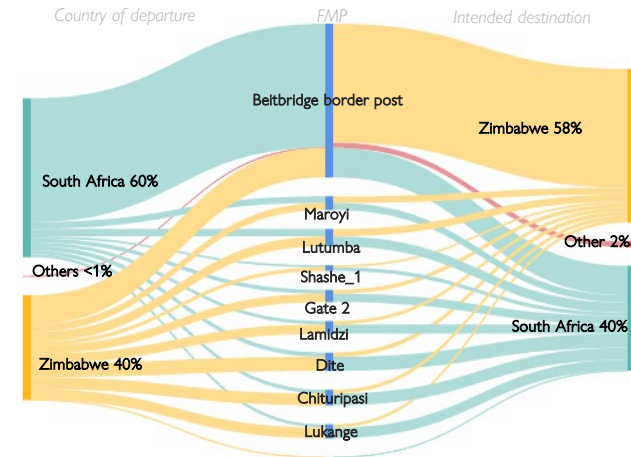 Country of departure
FMP
Intended destination
Beitbridge border post
Zimbabwe 58%
South Africa 60%
Maroyi
Other 2%
Lutumba
Others <1%
Shashe_1
Gate 2
South Africa 40%
Lamidzi
Zimbabwe 40%
Dite
Chituripasi
Lukange